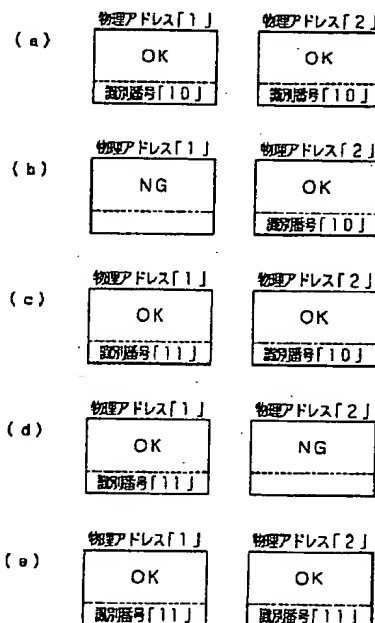 物理アドレス「1」 物理アドレス「2」
(a) OK OK
識別番号「10」 識別番号「10」
物理アドレス「1」 物理アドレス「2」
(b) NG OK
識別番号「10」
物理アドレス「1」 物理アドレス「2」
(c) OK OK
識別番号「11」 識別番号「10」
物理アドレス「1」 物理アドレス「2」
(d) OK NG
識別番号「11」
物理アドレス「1」 物理アドレス「2」
(e) OK OK
識別番号「11」 識別番号「11」